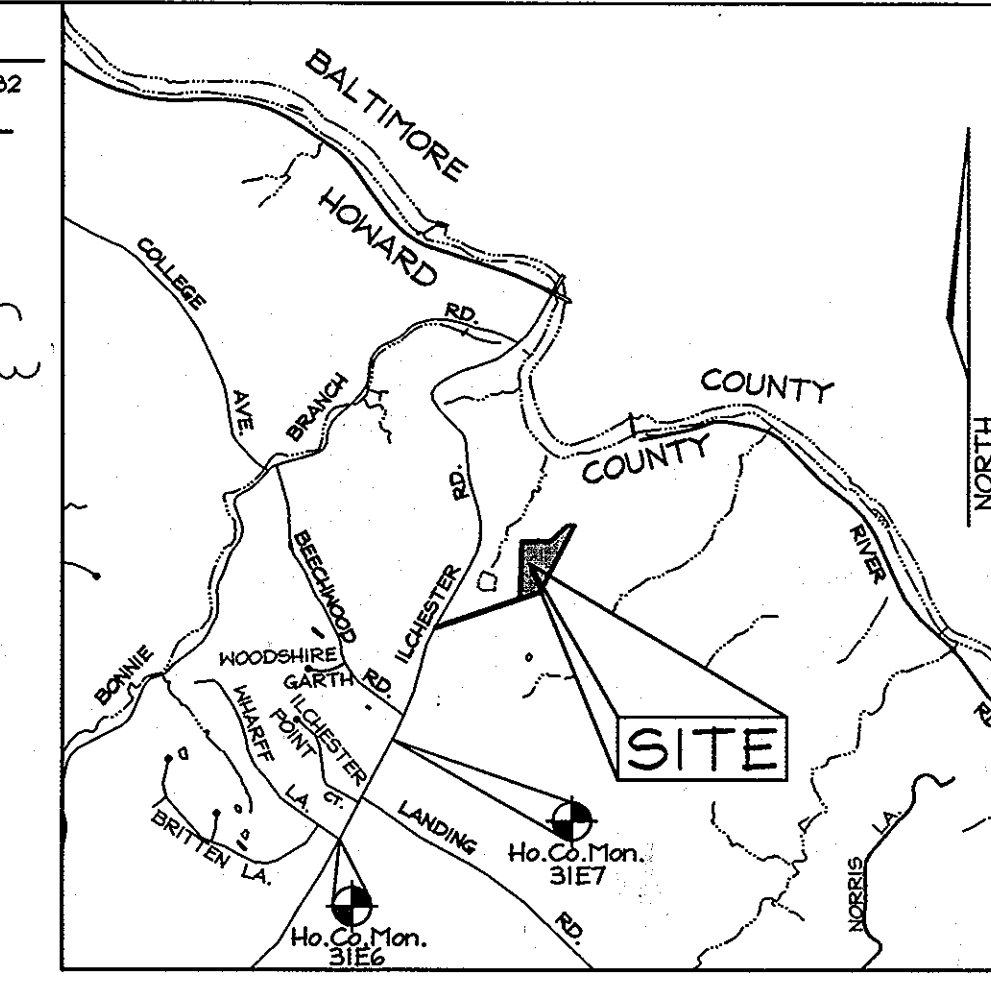 32
BALTIMORE
HOWARD
COLLEGE
AVE.
RD.
BRANCH
BONNIE
COUNTY
COUNTY
NORTH
RD.
ILCHESTER
RIVER
BEECHWOOD
RD.
WOODSHIRE
GARTH
WHARFF
LA.
ILCHESTER
POINT
CT.
SITE
LANDING
RD.
BRITTEN LA.
Ho.Co.Mon.
31E7
Ho.Co.Mon.
31E6
NORRIS
LA.